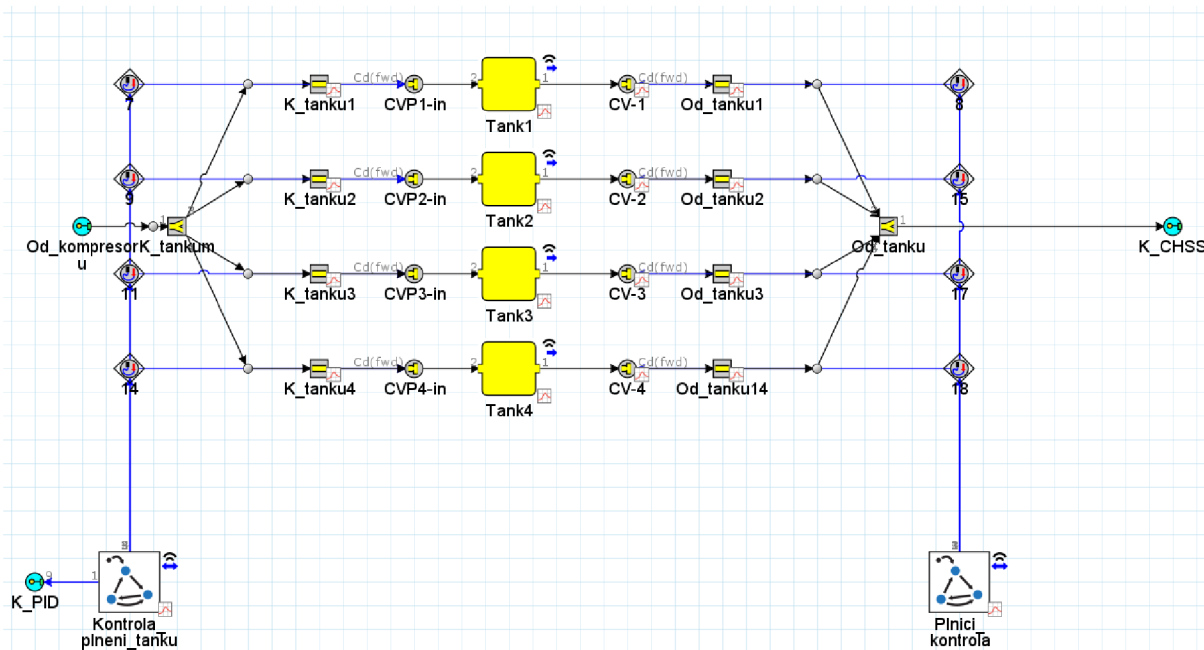 Cd(fwd) 2 1 Cd(fwd)
7 K_tanku1 CVP1-in CV-1 Od_tanku1 8
Tank1
Cd(fwd) 2 1 Cd(fwd)
9 K_tanku2 CVP2-in CV-2 Od_tanku2 15
Tank2
1 1
Od_kompresor K_tankum Od_tanku K_CHSS
u
Cd(fwd) 2 1 Cd(fwd)
11 K_tanku3 CVP3-in CV-3 Od_tanku3 17
Tank3
Cd(fwd) 2 1 Cd(fwd)
14 K_tanku4 CVP4-in CV-4 Od_tanku14 18
Tank4
9 1
K_PID
Kontrola_
plneni_tanku
Plnici_
kontrola